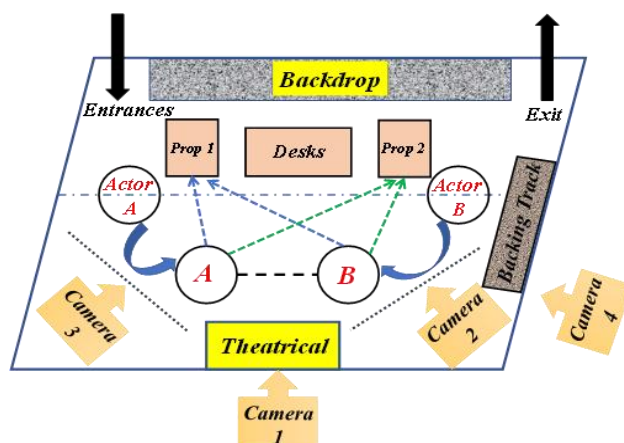 Backdrop
Entrances
Exit
Prop 1
Desks
Prop 2
Actor
A
Actor
B
Backing Track
A
B
Camera
3
Camera
2
Camera
4
Theatrical
Camera
1